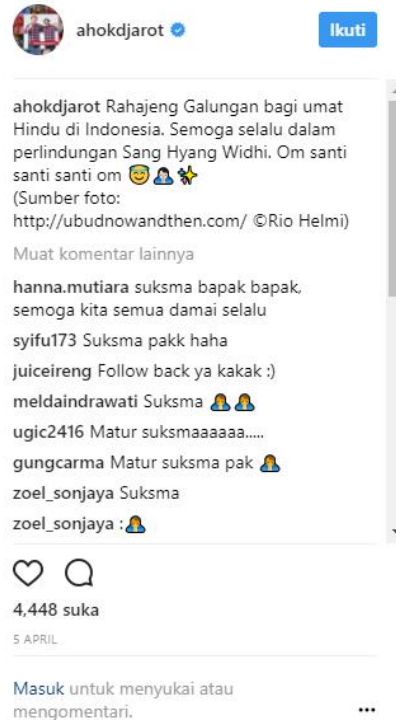 ahokdjarot
Ikuti
ahokdjarot Rahajeng Galungan bagi umat
Hindu di Indonesia. Semoga selalu dalam
perlindungan Sang Hyang Widhi. Om santi
santi santi om
(Sumber foto:
http://ubudnowandthen.com/ ©Rio Helmi)
Muat komentar lainnya
hanna.mutiara suksma bapak bapak,
semoga kita semua damai selalu
syifu173 Suksma pakk haha
juiceireng Follow back ya kakak :)
meldaindrawati Suksma
ugic2416 Matur suksmaaaaaa.....
gungcarma Matur suksma pak
zoel_sonjaya Suksma
zoel_sonjaya :
4,448 suka
5 APRIL
Masuk untuk menyukai atau
mengomentari.